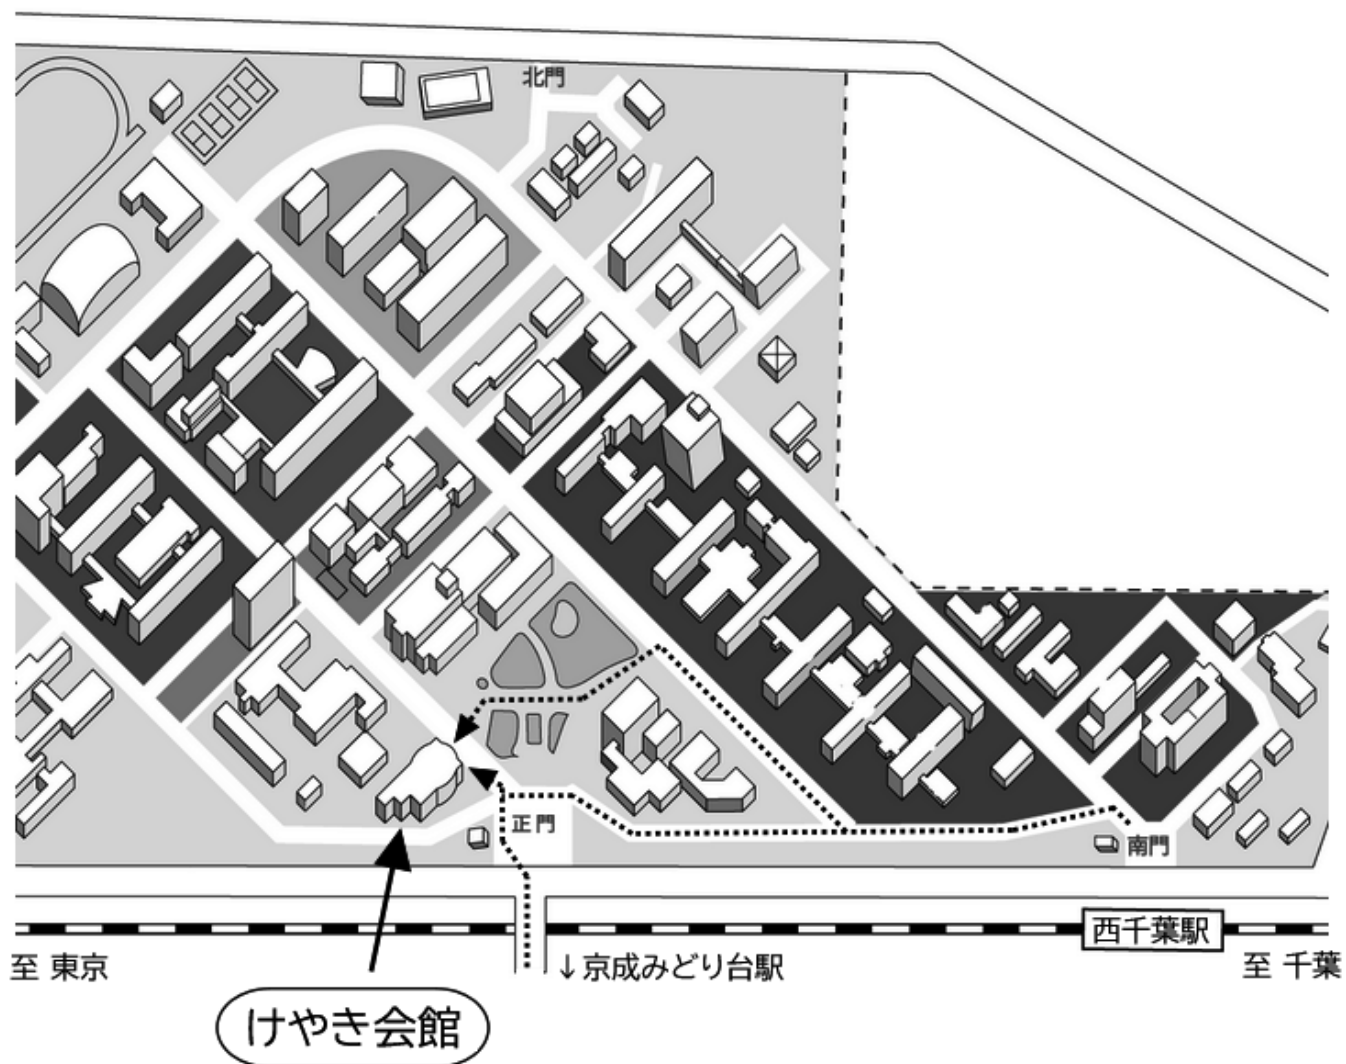 北門
正門
南門
西千葉駅
至 東京
↓京成みどり台駅
至 千葉
けやき会館